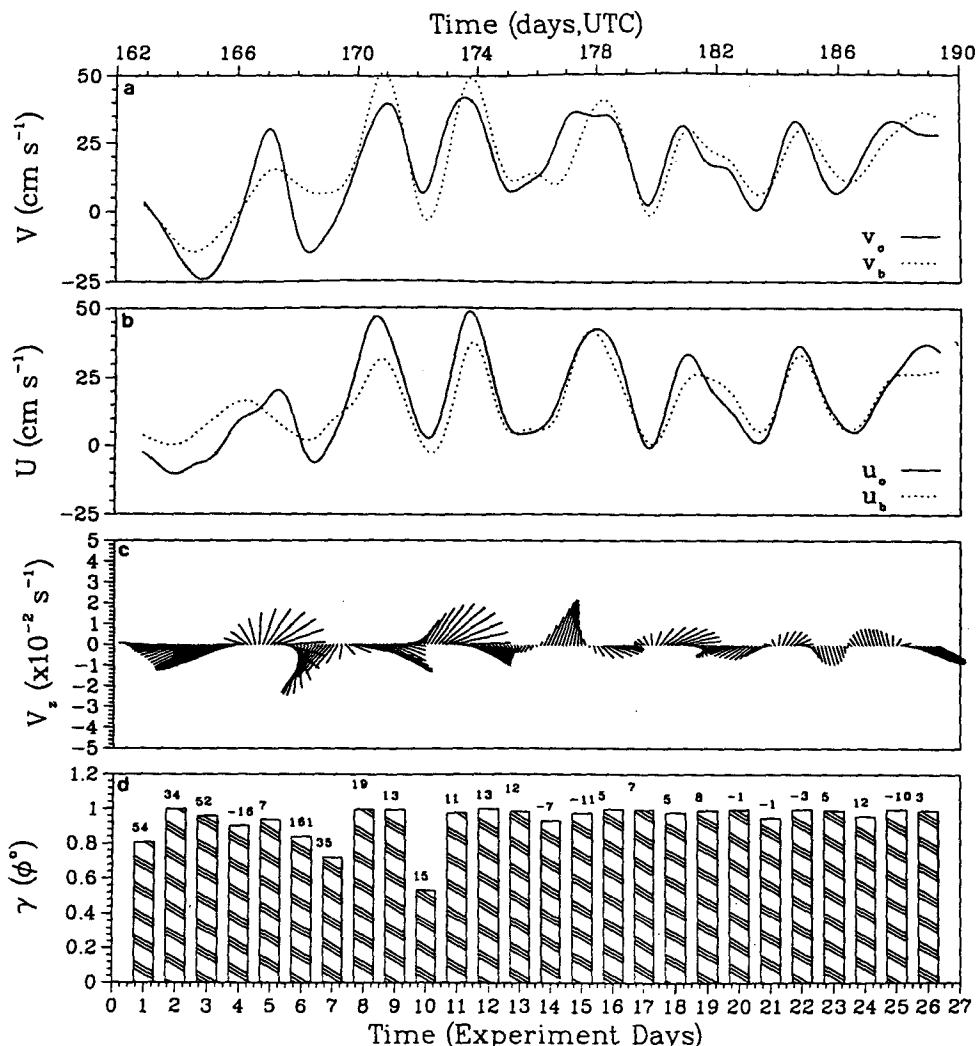 Time (days,UTC)
162 166 170 174 178 182 186 190
a
50
25
0
−25
V (cm s⁻¹)
vₒ
v_b
b
50
25
0
−25
U (cm s⁻¹)
uₒ
u_b
c
5
4
3
2
1
0
−1
−2
−3
−4
−5
V_z (x10⁻² s⁻¹)
d
1.2
1
0.8
0.6
0.4
0.2
0
γ (ϕ°)
54 34 52 −16 7 161 35 19 13 15 11 13 12 −7 −11 5 7 5 8 −1 −1 −3 5 12 −10 3
0 1 2 3 4 5 6 7 8 9 10 11 12 13 14 15 16 17 18 19 20 21 22 23 24 25 26 27
Time (Experiment Days)